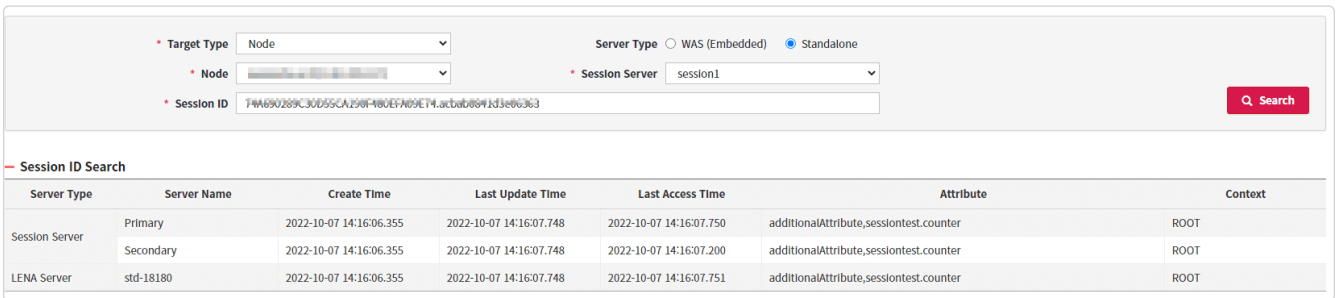 * Target Type Node Server Type WAS (Embedded) Standalone
* Node * Session Server session1
* Session ID
Search
Session ID Search
Server Type Server Name Create Time Last Update Time Last Access Time Attribute Context
Session Server Primary 2022-10-07 14:16:06.355 2022-10-07 14:16:07.748 2022-10-07 14:16:07.750 additionalAttribute,sessiontest.counter ROOT
Secondary 2022-10-07 14:16:06.355 2022-10-07 14:16:07.748 2022-10-07 14:16:07.200 additionalAttribute,sessiontest.counter ROOT
LENA Server std-18180 2022-10-07 14:16:06.355 2022-10-07 14:16:07.748 2022-10-07 14:16:07.751 additionalAttribute,sessiontest.counter ROOT